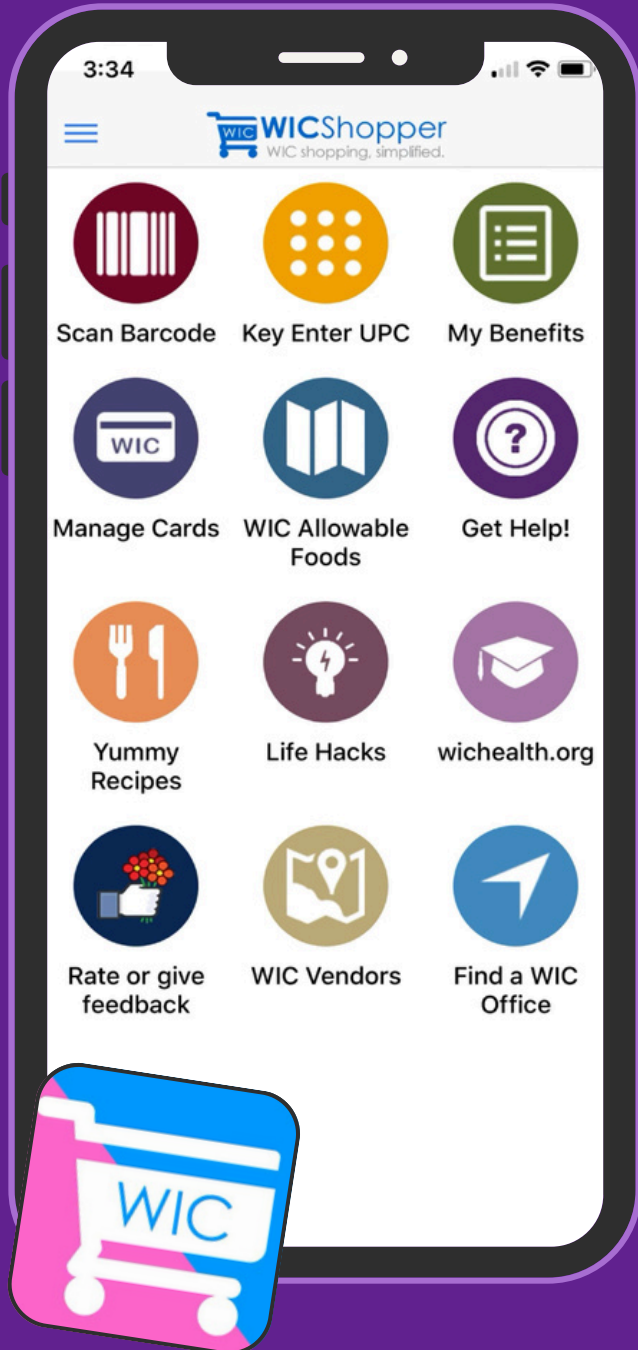 3:34
WIC WICShopper
WIC shopping, simplified.
Scan Barcode
Key Enter UPC
My Benefits
WIC
Manage Cards
WIC Allowable
Foods
?
Get Help!
Yummy
Recipes
Life Hacks
wichealth.org
Rate or give
feedback
WIC Vendors
Find a WIC
Office
WIC